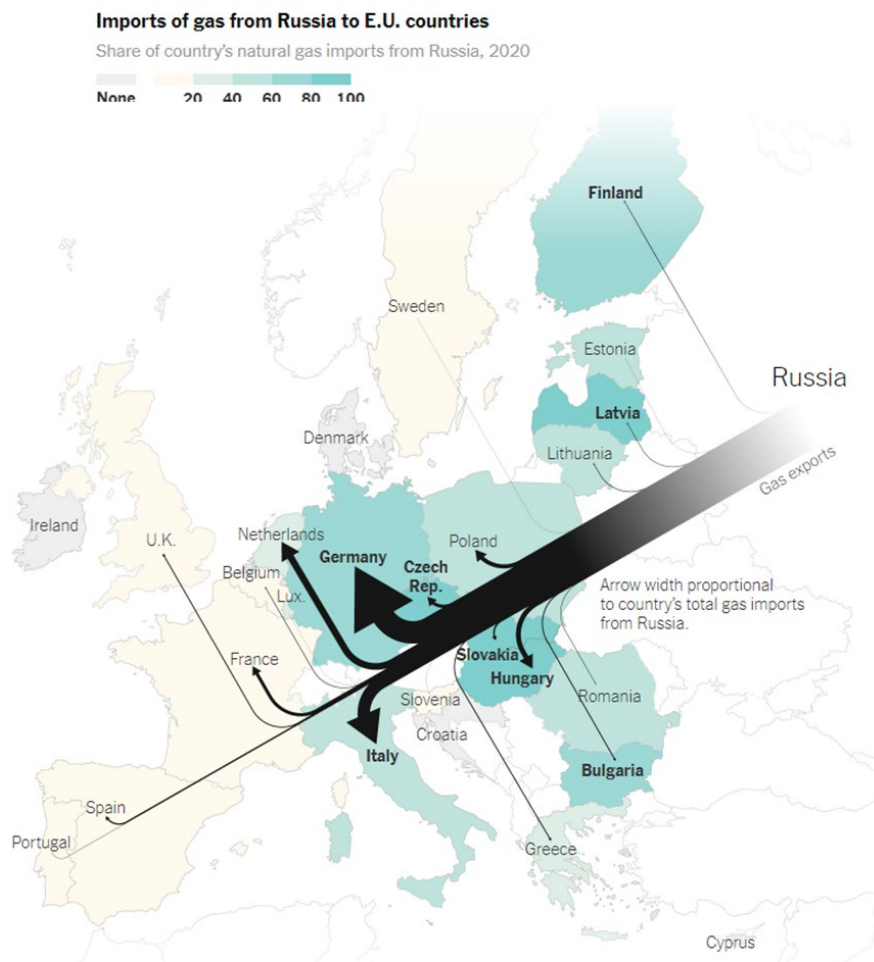 Imports of gas from Russia to E.U. countries
Share of country's natural gas imports from Russia, 2020
None 20 40 60 80 100
Finland
Sweden
Estonia
Russia
Latvia
Denmark
Lithuania
Gas exports
Ireland
U.K.
Netherlands
Germany
Poland
Belgium
Czech
Rep.
Lux.
Arrow width proportional
to country's total gas imports
from Russia.
France
Slovakia
Hungary
Slovenia
Romania
Croatia
Italy
Bulgaria
Spain
Portugal
Greece
Cyprus